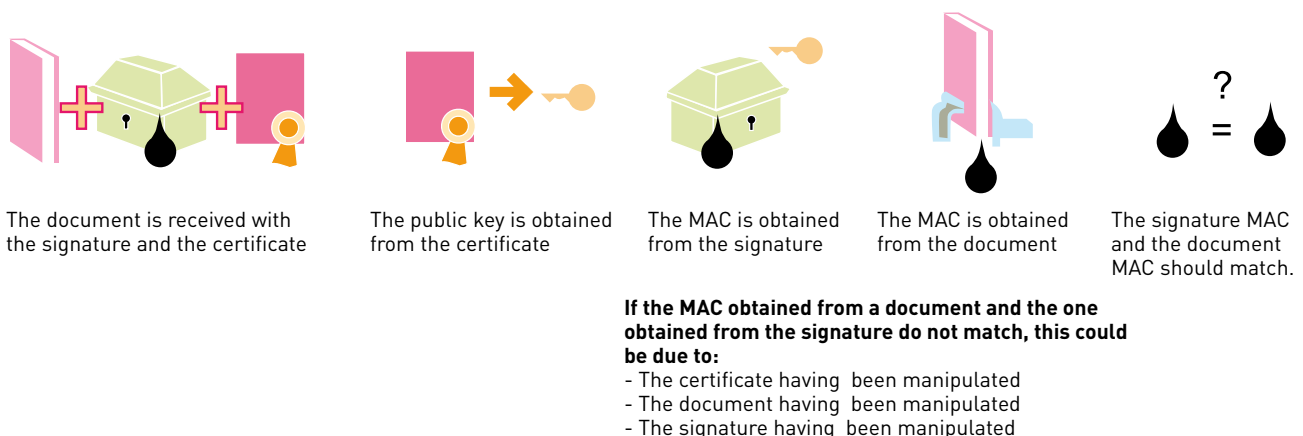 ?
=
The document is received with
the signature and the certificate
The public key is obtained
from the certificate
The MAC is obtained
from the signature
The MAC is obtained
from the document
The signature MAC
and the document
MAC should match.
If the MAC obtained from a document and the one
obtained from the signature do not match, this could
be due to:
- The certificate having  been manipulated
- The document having  been manipulated
- The signature having  been manipulated